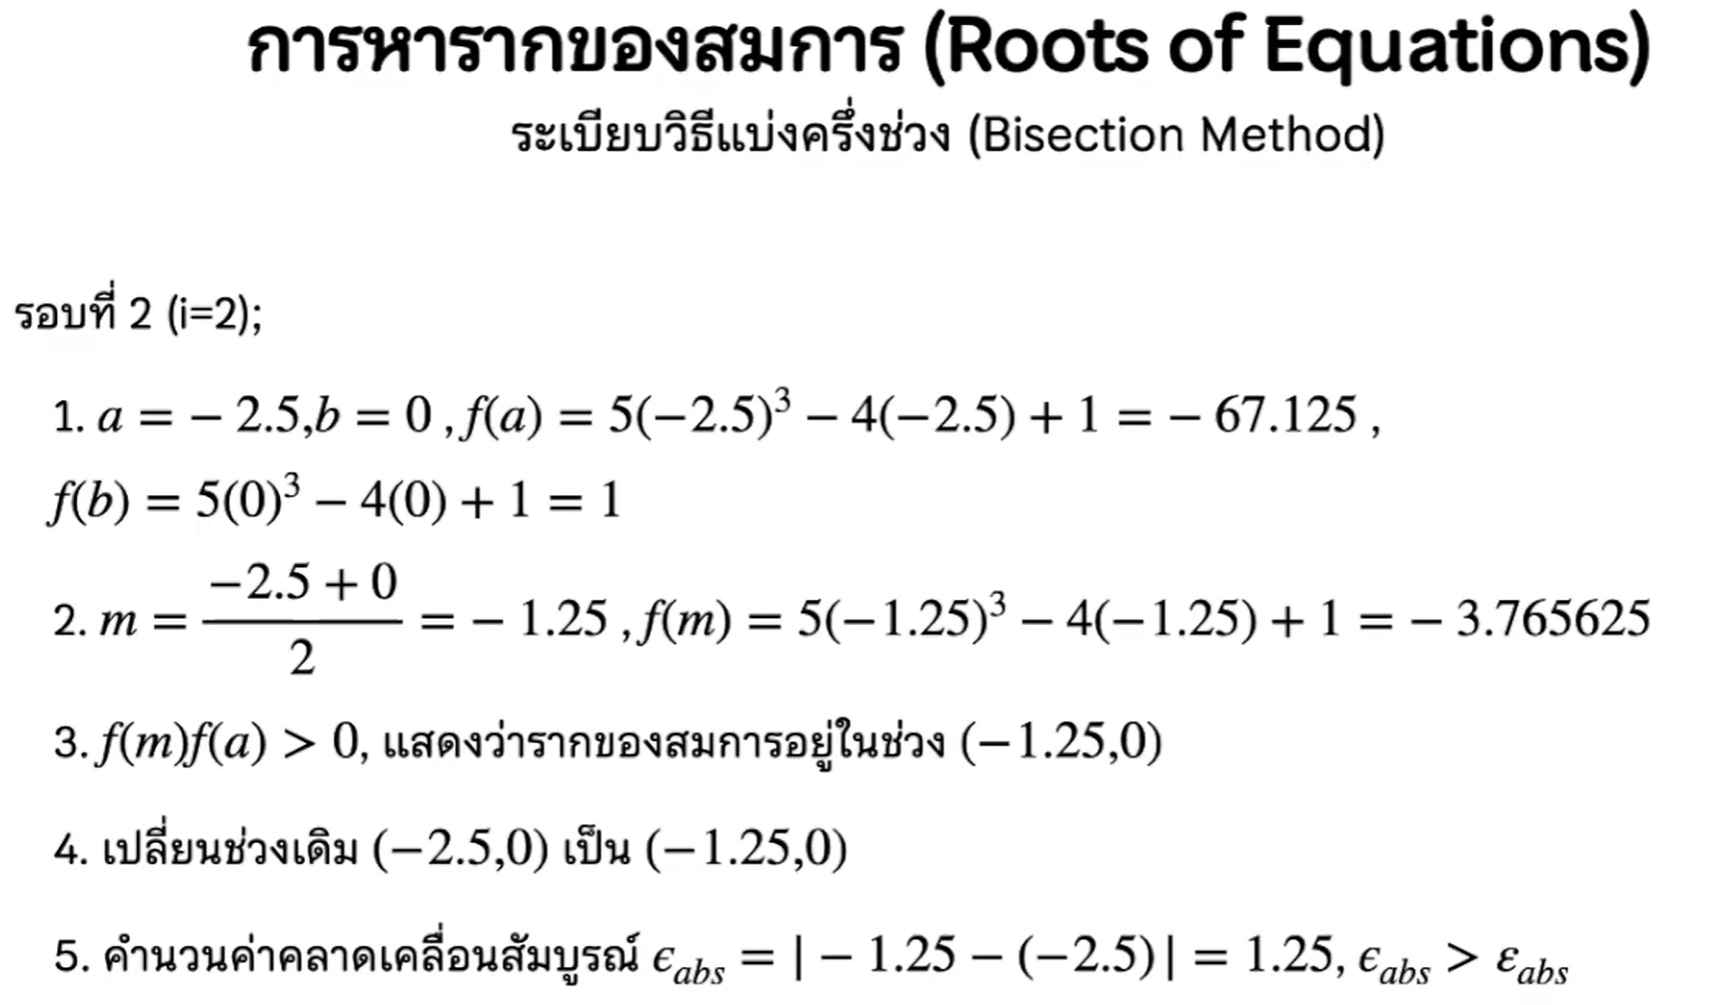 การหารากของสมการ (Roots of Equations)
ระเบียบวิธีแบ่งครึ่งช่วง (Bisection Method)
รอบที่ 2 (i=2);
1. a = − 2.5,b = 0 , f(a) = 5(−2.5)³ − 4(−2.5) + 1 = − 67.125 ,
f(b) = 5(0)³ − 4(0) + 1 = 1
2. m = \frac{−2.5 + 0}{2} = − 1.25 , f(m) = 5(−1.25)³ − 4(−1.25) + 1 = − 3.765625
3. f(m)f(a) > 0, แสดงว่ารากของสมการอยู่ในช่วง (−1.25,0)
4. เปลี่ยนช่วงเดิม (−2.5,0) เป็น (−1.25,0)
5. คำนวนค่าคลาดเคลื่อนสัมบูรณ์ ϵ_{abs} = | − 1.25 − (−2.5) | = 1.25, ϵ_{abs} > ε_{abs}